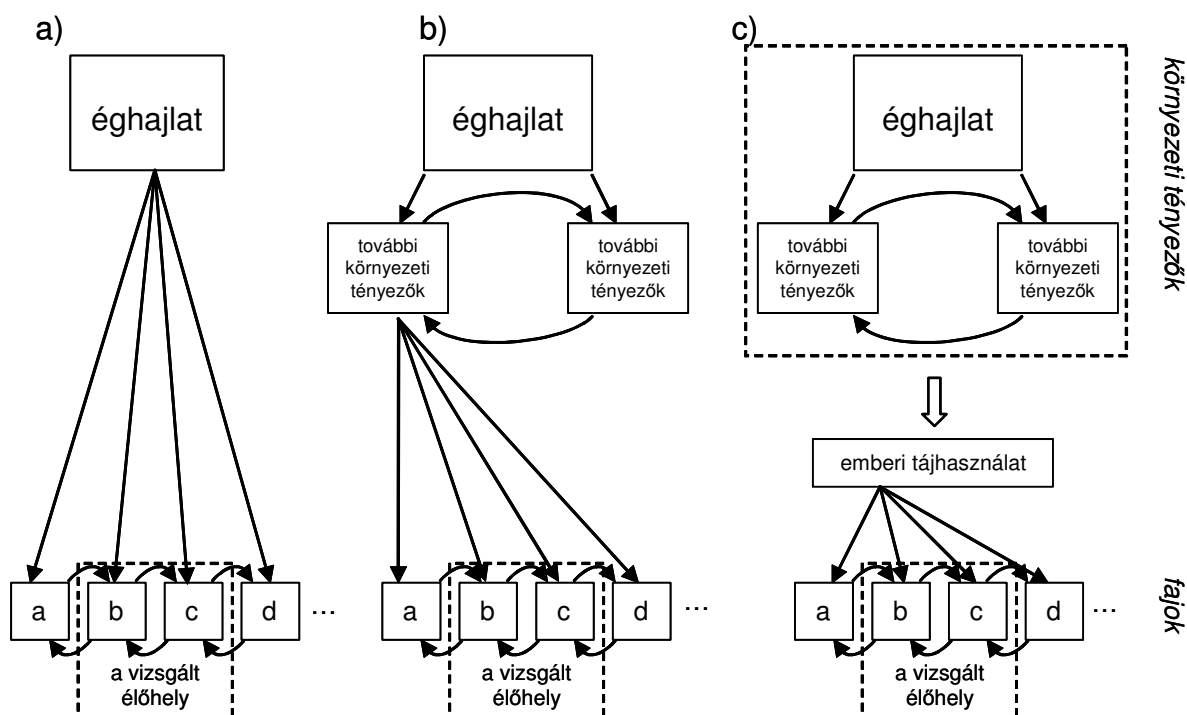 a)
éghajlat
a
b
c
d
...
a vizsgált
élőhely
b)
éghajlat
további
környezeti
tényezők
további
környezeti
tényezők
a
b
c
d
...
a vizsgált
élőhely
c)
éghajlat
további
környezeti
tényezők
további
környezeti
tényezők
emberi tájhasználat
a
b
c
d
...
a vizsgált
élőhely
környezeti tényezők
fajok